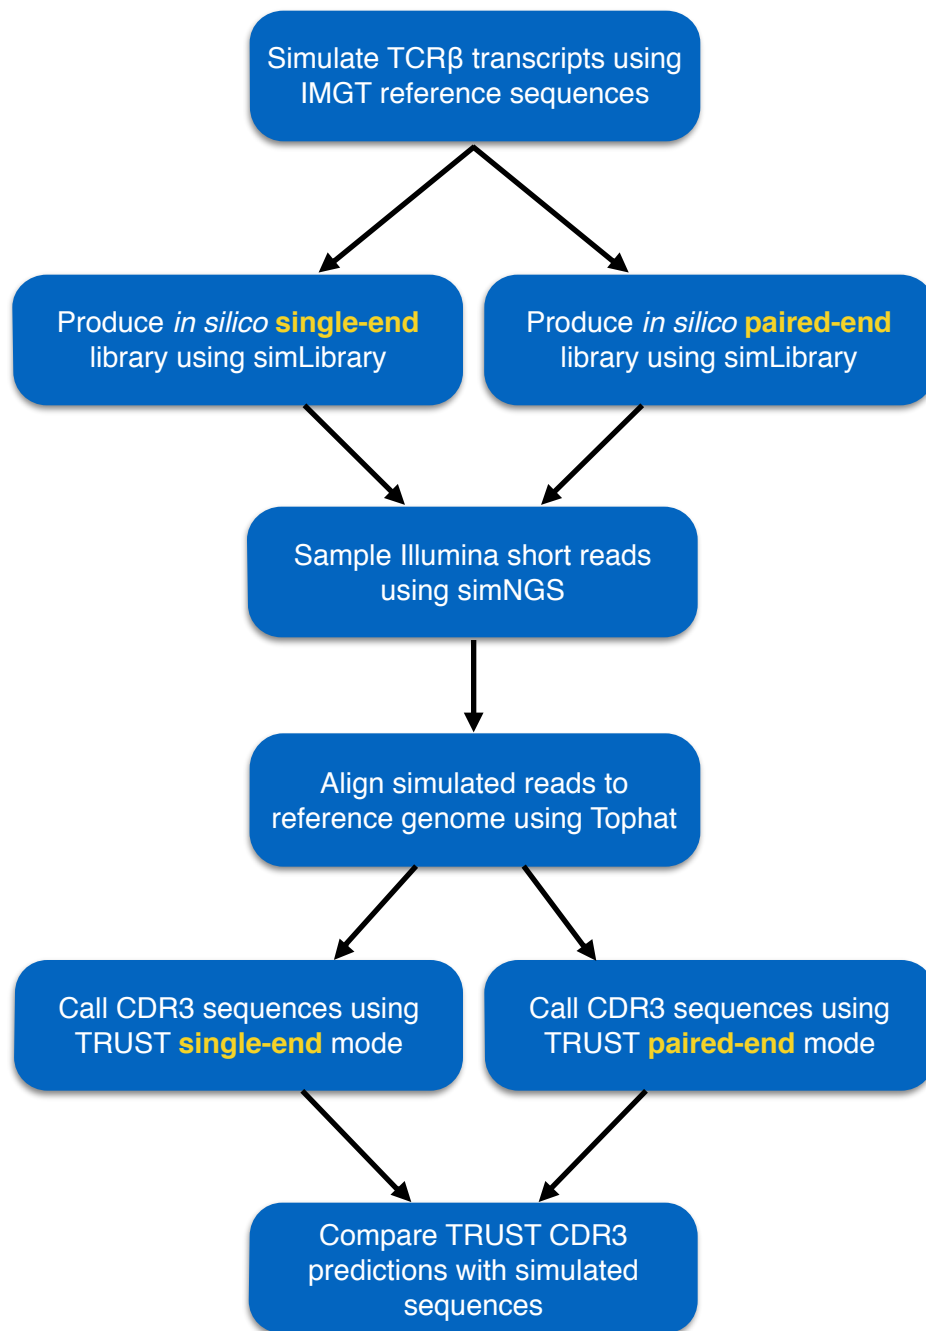 Simulate TCRβ transcripts using
IMGT reference sequences
Produce in silico single-end
library using simLibrary
Produce in silico paired-end
library using simLibrary
Sample Illumina short reads
using simNGS
Align simulated reads to
reference genome using Tophat
Call CDR3 sequences using
TRUST single-end mode
Call CDR3 sequences using
TRUST paired-end mode
Compare TRUST CDR3
predictions with simulated
sequences